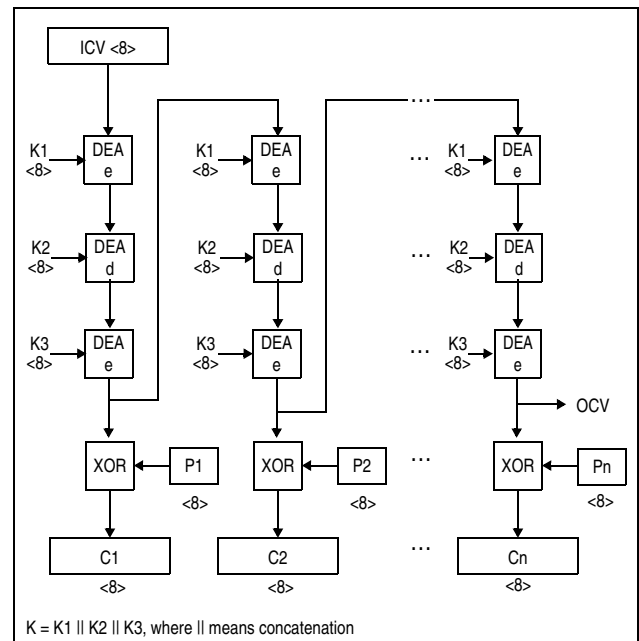 ICV <8>
...
K1 <8> DEA e K1 <8> DEA e ... K1 <8> DEA e
K2 <8> DEA d K2 <8> DEA d ... K2 <8> DEA d
K3 <8> DEA e K3 <8> DEA e ... K3 <8> DEA e
OCV
XOR P1 XOR P2 ... XOR Pn
<8> <8> <8>
C1 C2 ... Cn
<8> <8> <8>
K = K1 || K2 || K3, where || means concatenation